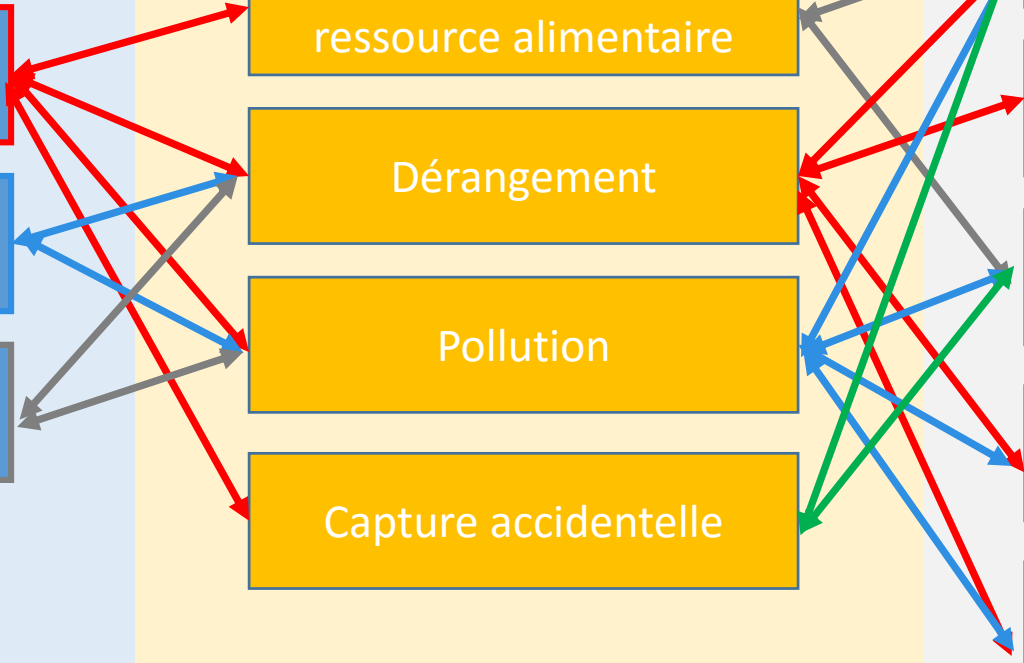 ressource alimentaire
Dérangement
Pollution
Capture accidentelle